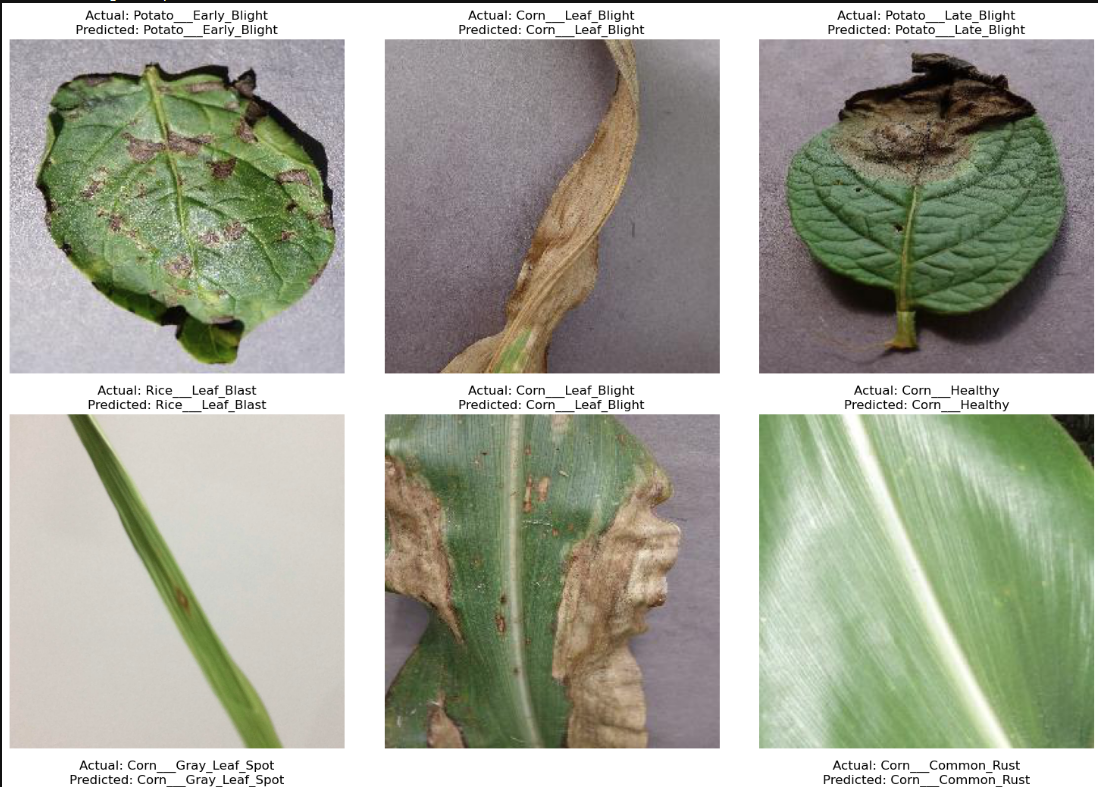 Actual: Potato___Early_Blight
Predicted: Potato___Early_Blight
Actual: Corn___Leaf_Blight
Predicted: Corn___Leaf_Blight
Actual: Potato___Late_Blight
Predicted: Potato___Late_Blight
Actual: Rice___Leaf_Blast
Predicted: Rice___Leaf_Blast
Actual: Corn___Leaf_Blight
Predicted: Corn___Leaf_Blight
Actual: Corn___Healthy
Predicted: Corn___Healthy
Actual: Corn___Gray_Leaf_Spot
Predicted: Corn___Gray_Leaf_Spot
Actual: Corn___Common_Rust
Predicted: Corn___Common_Rust